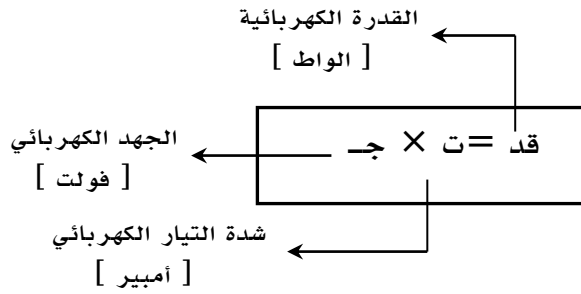 القدرة الكهربائية
[ الواط ]
قد = ت × جـ
الجهد الكهربائي
[ فولت ]
شدة التيار الكهربائي
[ أمبير ]